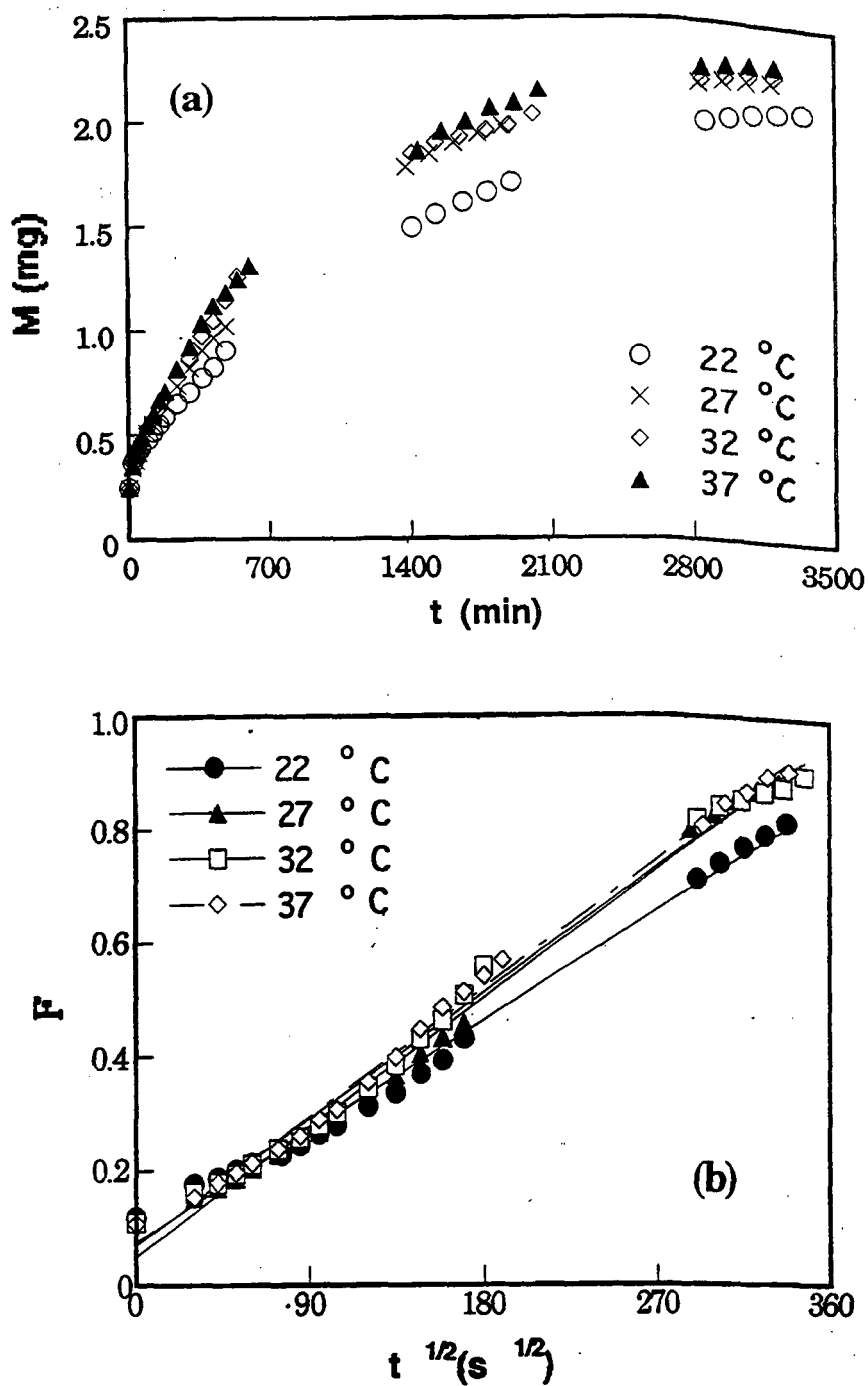 2.5
(a)
2.0
1.5
M (mg)
1.0
0.5
0
○ 22 °C
× 27 °C
◇ 32 °C
▲ 37 °C
0 700 1400 2100 2800 3500
t (min)
1.0
22 °C
27 °C
32 °C
37 °C
0.8
0.6
F
0.4
0.2
(b)
0
0 90 180 270 360
t 1/2(s 1/2)